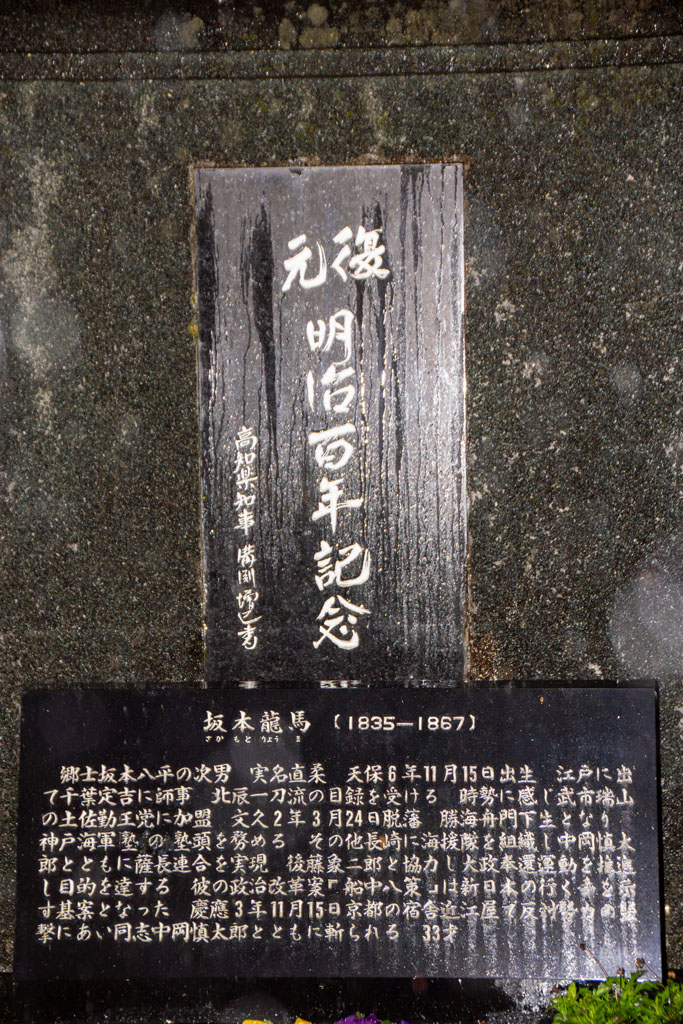 復元
明治百年記念
高知県知事 溝渕増巳書
坂本龍馬 (1835—1867)
さか もと りょう ま
郷士坂本八平の次男 実名直柔 天保6年11月15日出生 江戸に出
て千葉定吉に師事 北辰一刀流の目録を受ける 時勢に感じ武市瑞山
の土佐勤王党に加盟 文久2年3月24日脱藩 勝海舟門下生となり
神戸海軍塾の塾頭を務める その他長崎に海援隊を組織し中岡慎太
郎とともに薩長連合を実現 後藤象二郎と協力し大政奉還運動を推進
し目的を達する 彼の政治改革案『船中八策』は新日本の行く手を示
す基案となった 慶應3年11月15日京都の宿舎近江屋で反対勢力の襲
撃にあい同志中岡慎太郎とともに斬られる 33才